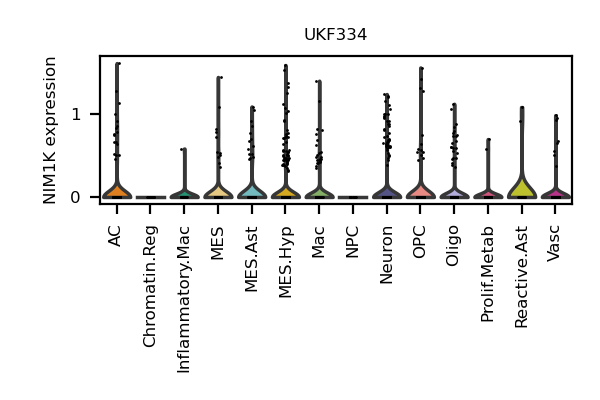 UKF334
NIM1K expression
1
0
AC
Chromatin.Reg
Inflammatory.Mac
MES
MES.Ast
MES.Hyp
Mac
NPC
Neuron
OPC
Oligo
Prolif.Metab
Reactive.Ast
Vasc